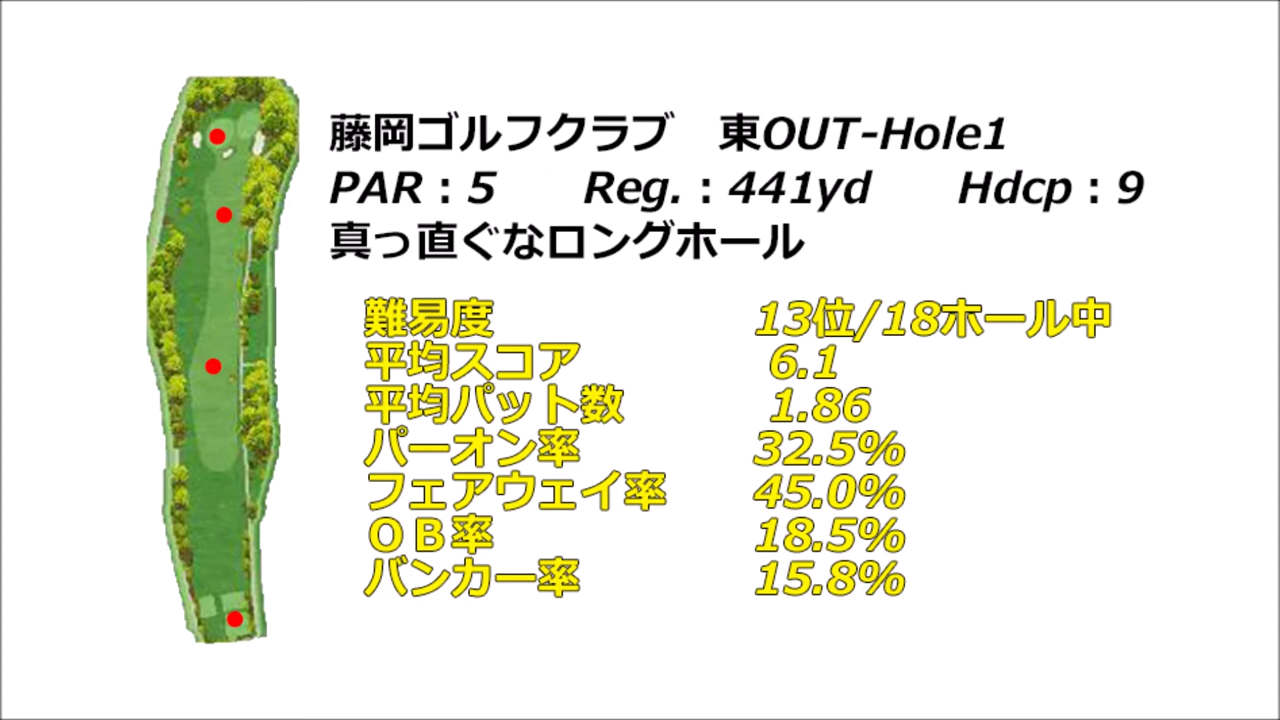 藤岡ゴルフクラブ　東OUT-Hole1
PAR：5　Reg.：441yd　Hdcp：9
真っ直ぐなロングホール
難易度　13位/18ホール中
平均スコア　6.1
平均パット数　1.86
パーオン率　32.5%
フェアウェイ率　45.0%
ＯＢ率　18.5%
バンカー率　15.8%